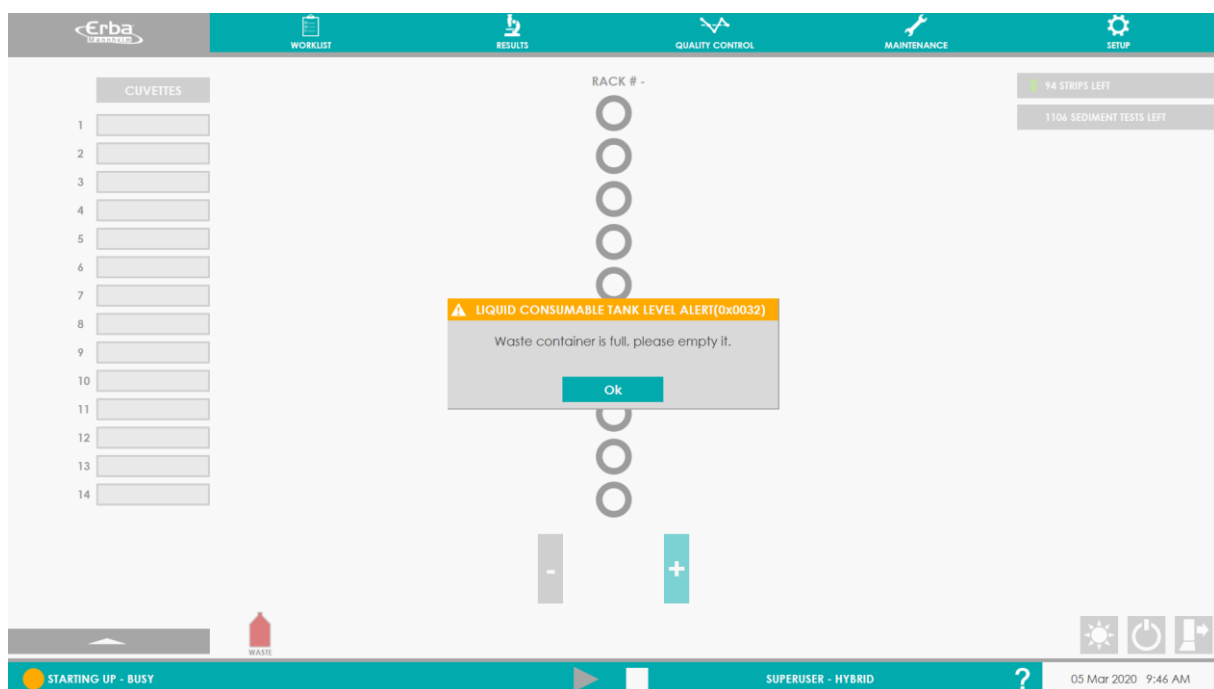 Erba
Mannheim
WORKLIST
RESULTS
QUALITY CONTROL
MAINTENANCE
SETUP
CUVETTES
1
2
3
4
5
6
7
8
9
10
11
12
13
14
RACK # -
94 STRIPS LEFT
1106 SEDIMENT TESTS LEFT
LIQUID CONSUMABLE TANK LEVEL ALERT(0x0032)
Waste container is full, please empty it.
Ok
- +
WASTE
STARTING UP - BUSY
SUPERUSER - HYBRID
?
05 Mar 2020 9:46 AM